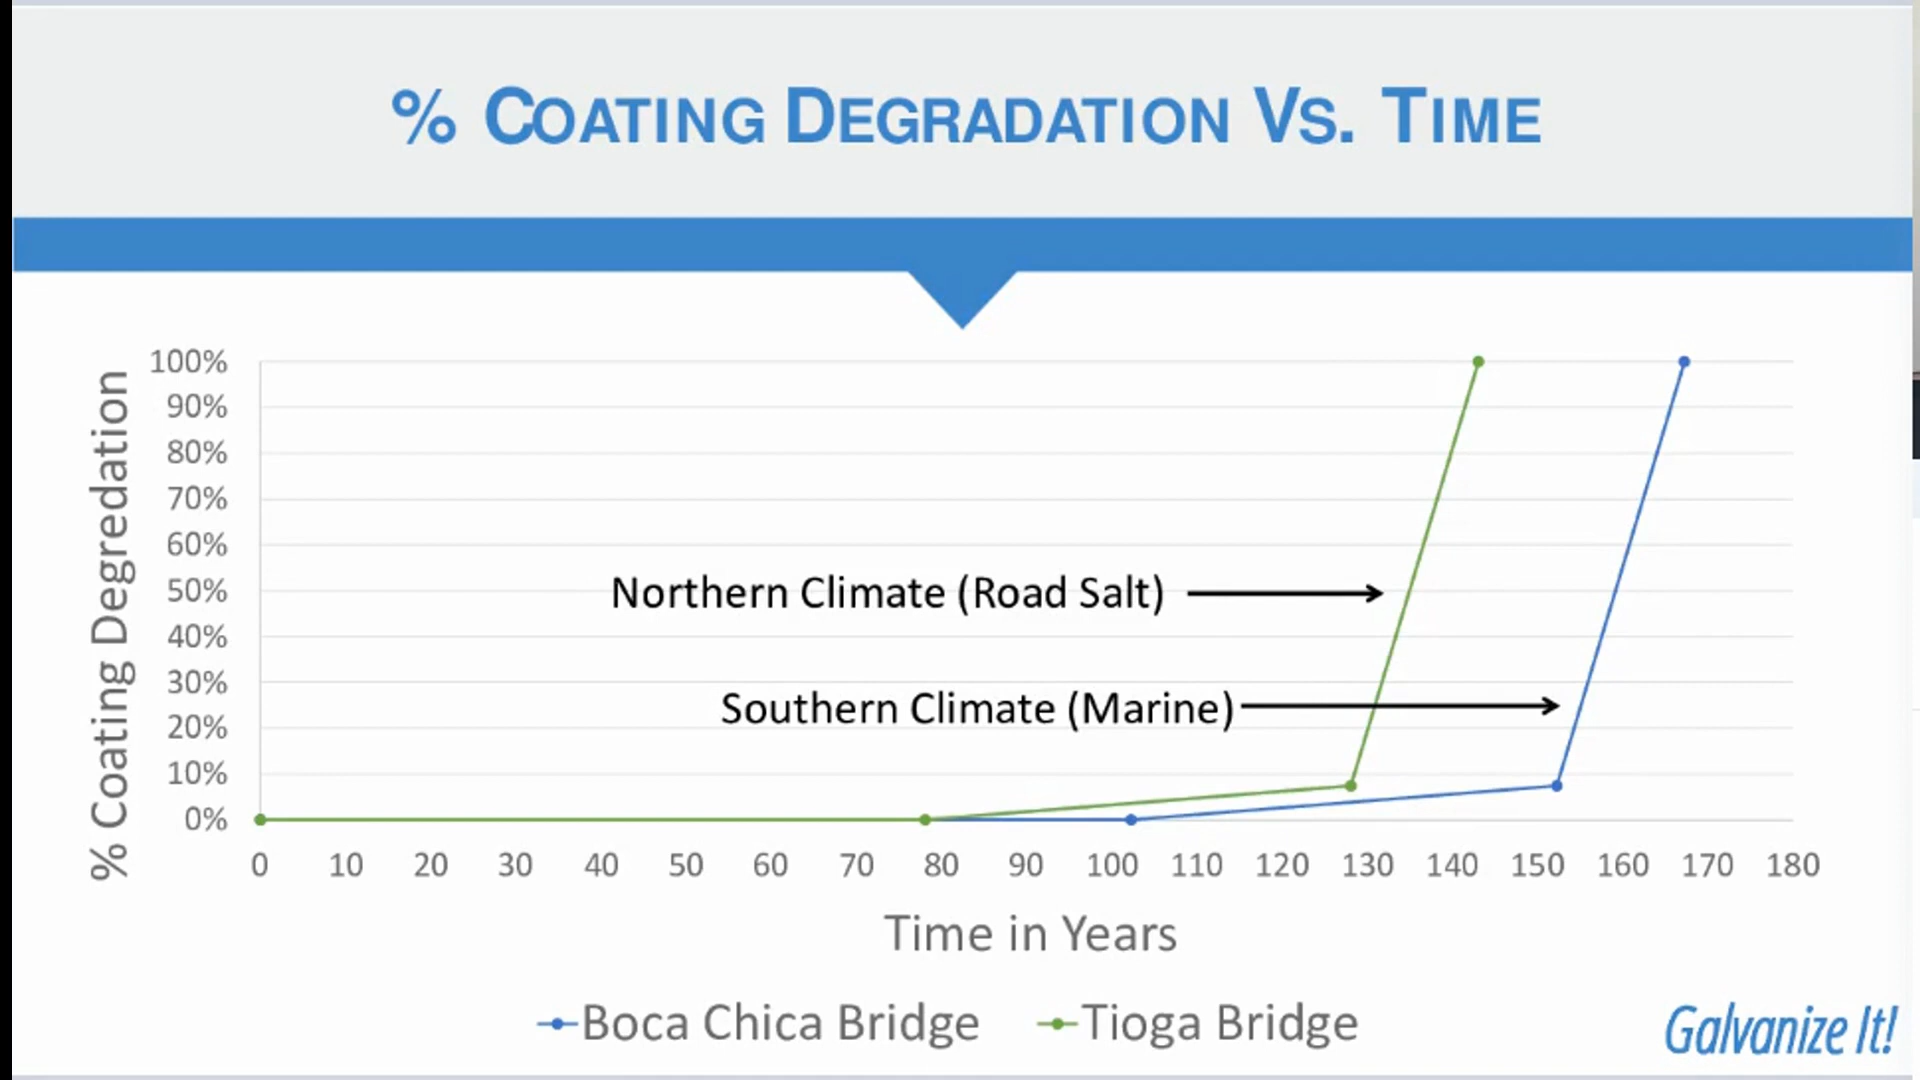 % COATING DEGRADATION VS. TIME
% Coating Degredation
100%
90%
80%
70%
60%
50%
40%
30%
20%
10%
0%
Northern Climate (Road Salt)
Southern Climate (Marine)
0 10 20 30 40 50 60 70 80 90 100 110 120 130 140 150 160 170 180
Time in Years
Boca Chica Bridge Tioga Bridge
Galvanize It!